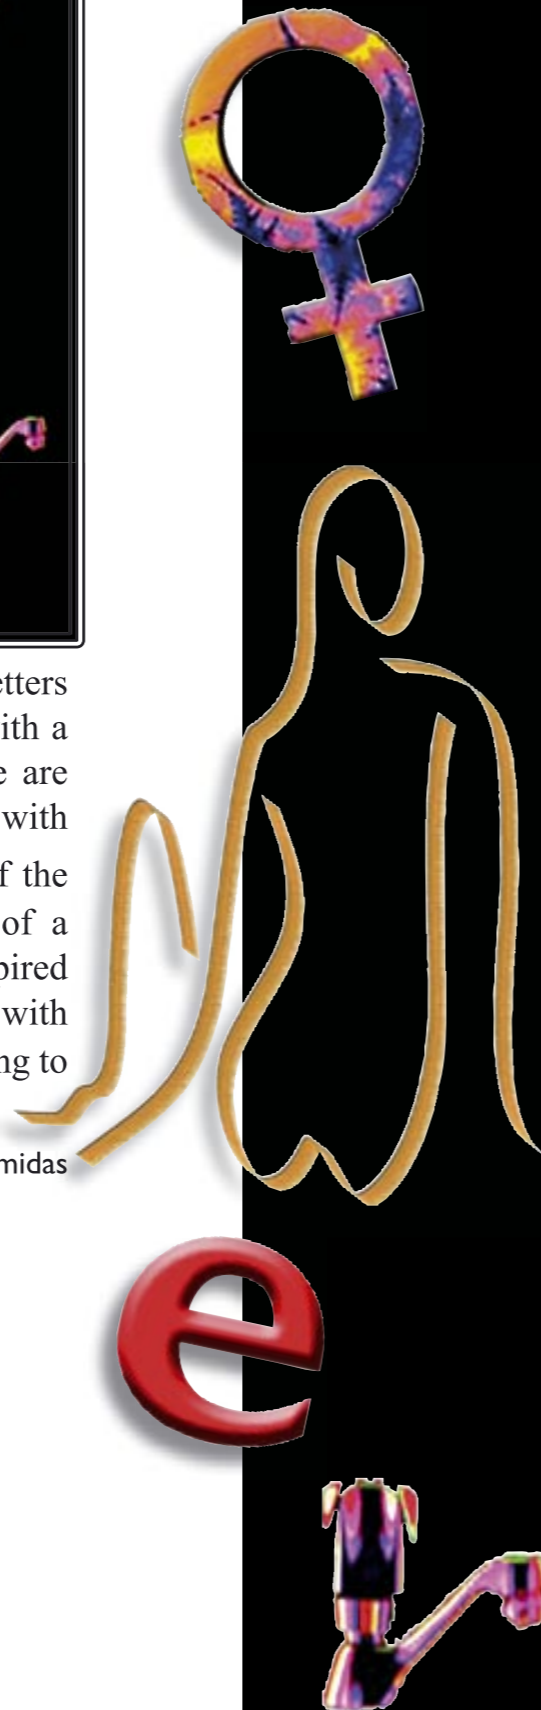 etters
ith a
e are
with
f the
of a
pired
with
ng to
midas
e